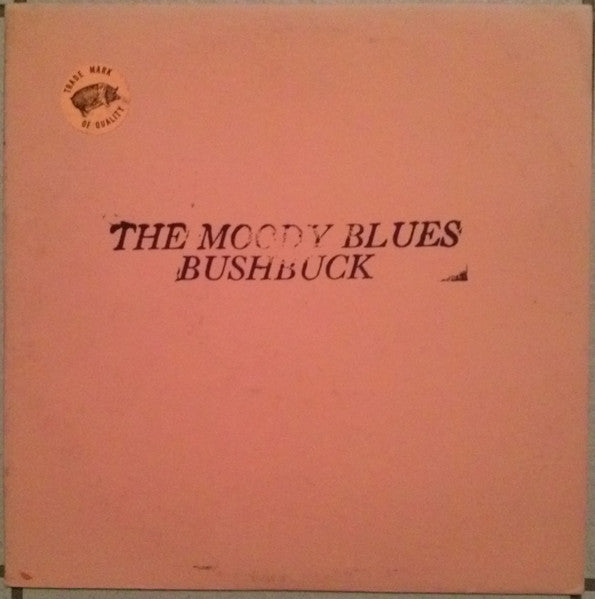 TRADE MARK
OF QUALITY
THE MOODY BLUES
BUSHBUCK